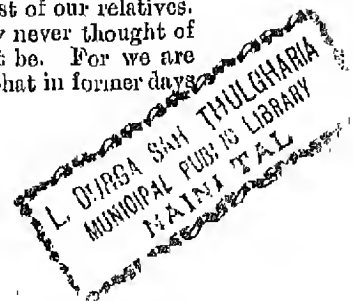 st of our relatives.
never thought of
be. For we are
hat in former days
L. DURGA SAH THULGHARIA
MUNICIPAL PUBLIC LIBRARY
NAINI TAL